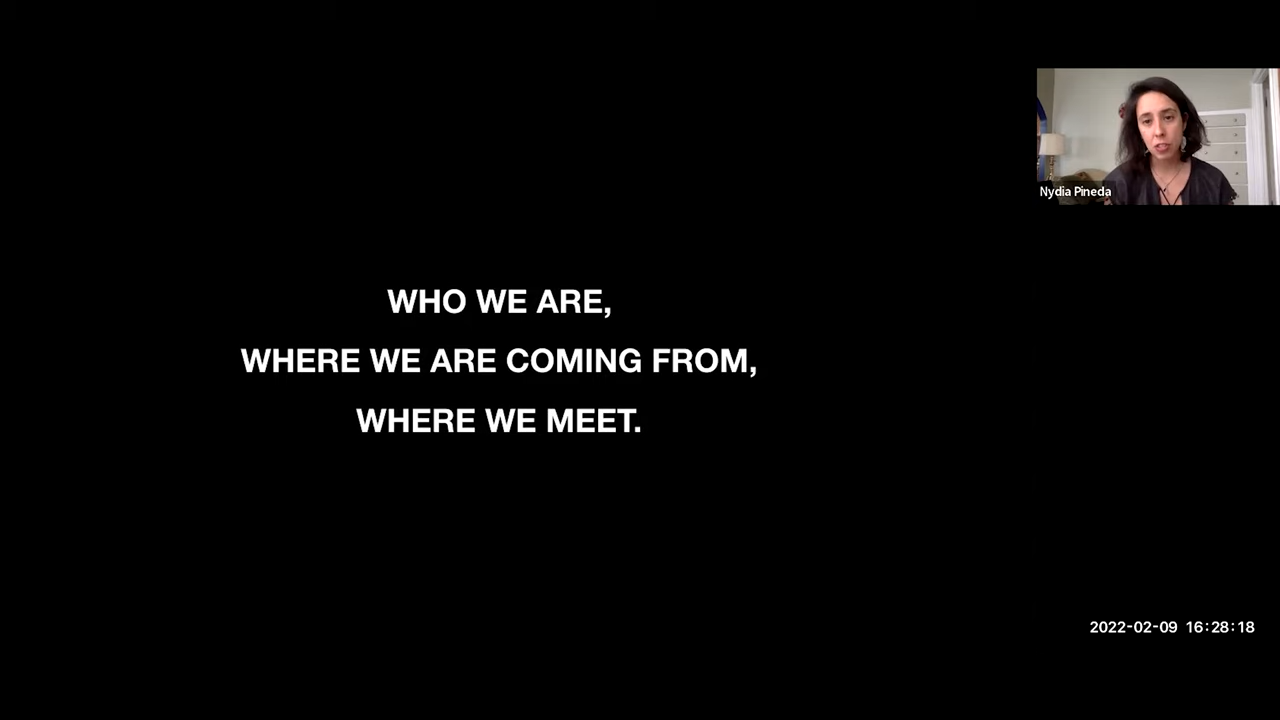 Nydia Pineda
WHO WE ARE,
WHERE WE ARE COMING FROM,
WHERE WE MEET.
2022-02-09 16:28:18